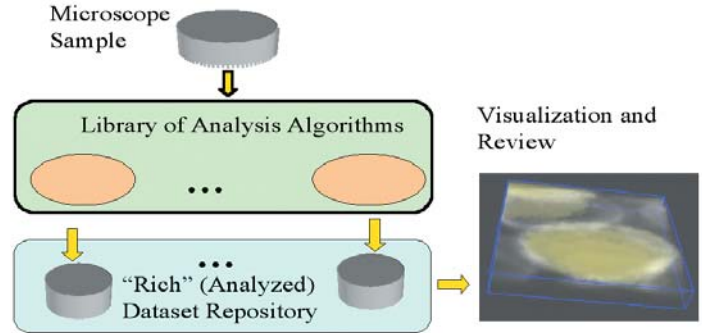 Microscope
Sample
Library of Analysis Algorithms
...
Visualization and
Review
...
“Rich” (Analyzed)
Dataset Repository